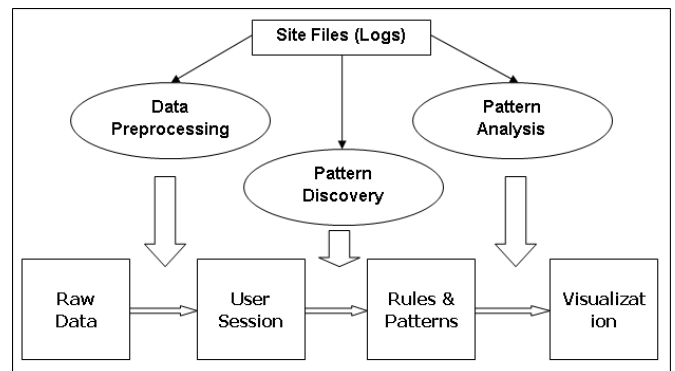 Site Files (Logs)
Data
Preprocessing
Pattern
Analysis
Pattern
Discovery
Raw
Data
User
Session
Rules &
Patterns
Visualizat
ion